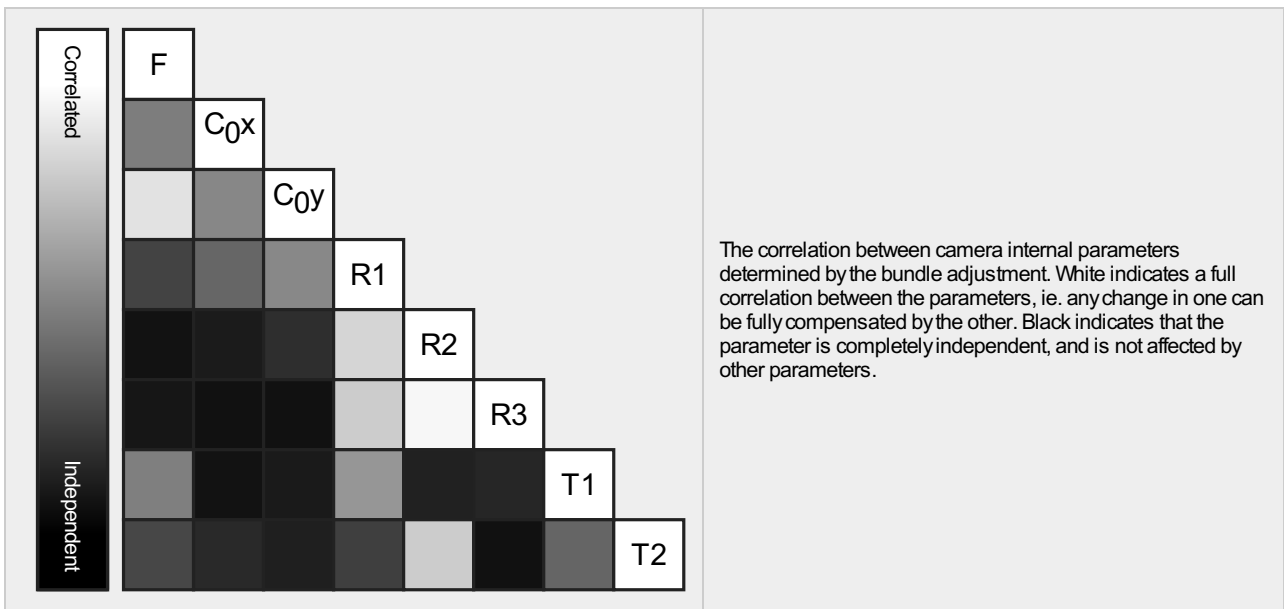 Correlated
Independent
F
C0x
C0y
R1
R2
R3
T1
T2
The correlation between camera internal parameters
determined by the bundle adjustment. White indicates a full
correlation between the parameters, ie. any change in one can
be fully compensated by the other. Black indicates that the
parameter is completely independent, and is not affected by
other parameters.